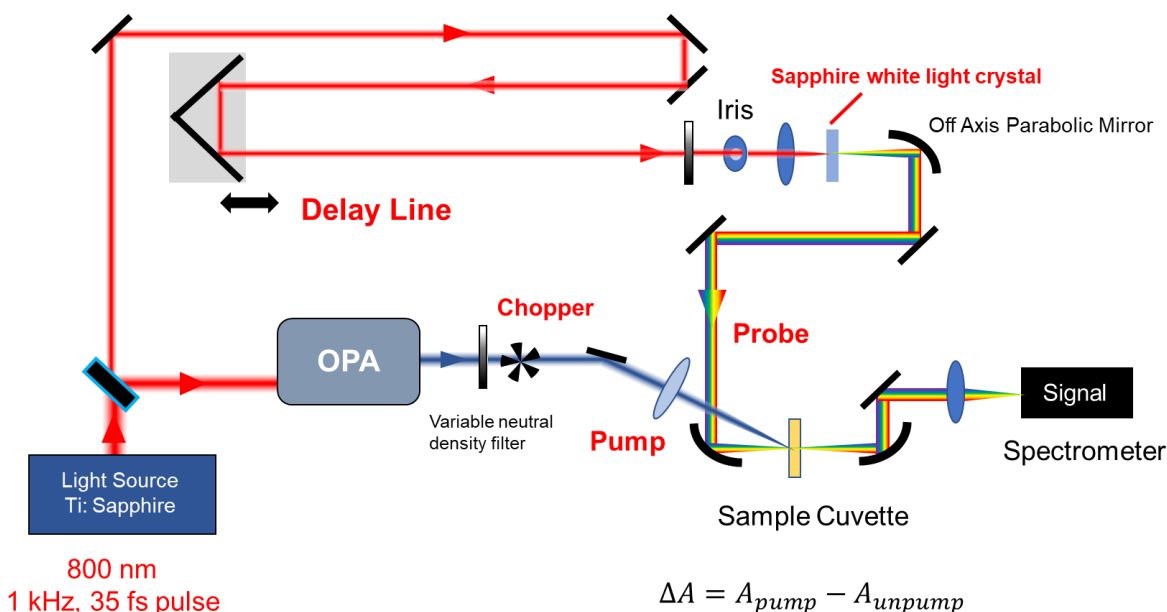 Sapphire white light crystal
Iris
Off Axis Parabolic Mirror
Delay Line
Chopper
Probe
OPA
Variable neutral
density filter
Pump
Signal
Spectrometer
Light Source
Ti: Sapphire
Sample Cuvette
800 nm
1 kHz, 35 fs pulse
ΔA = A_pump − A_unpump